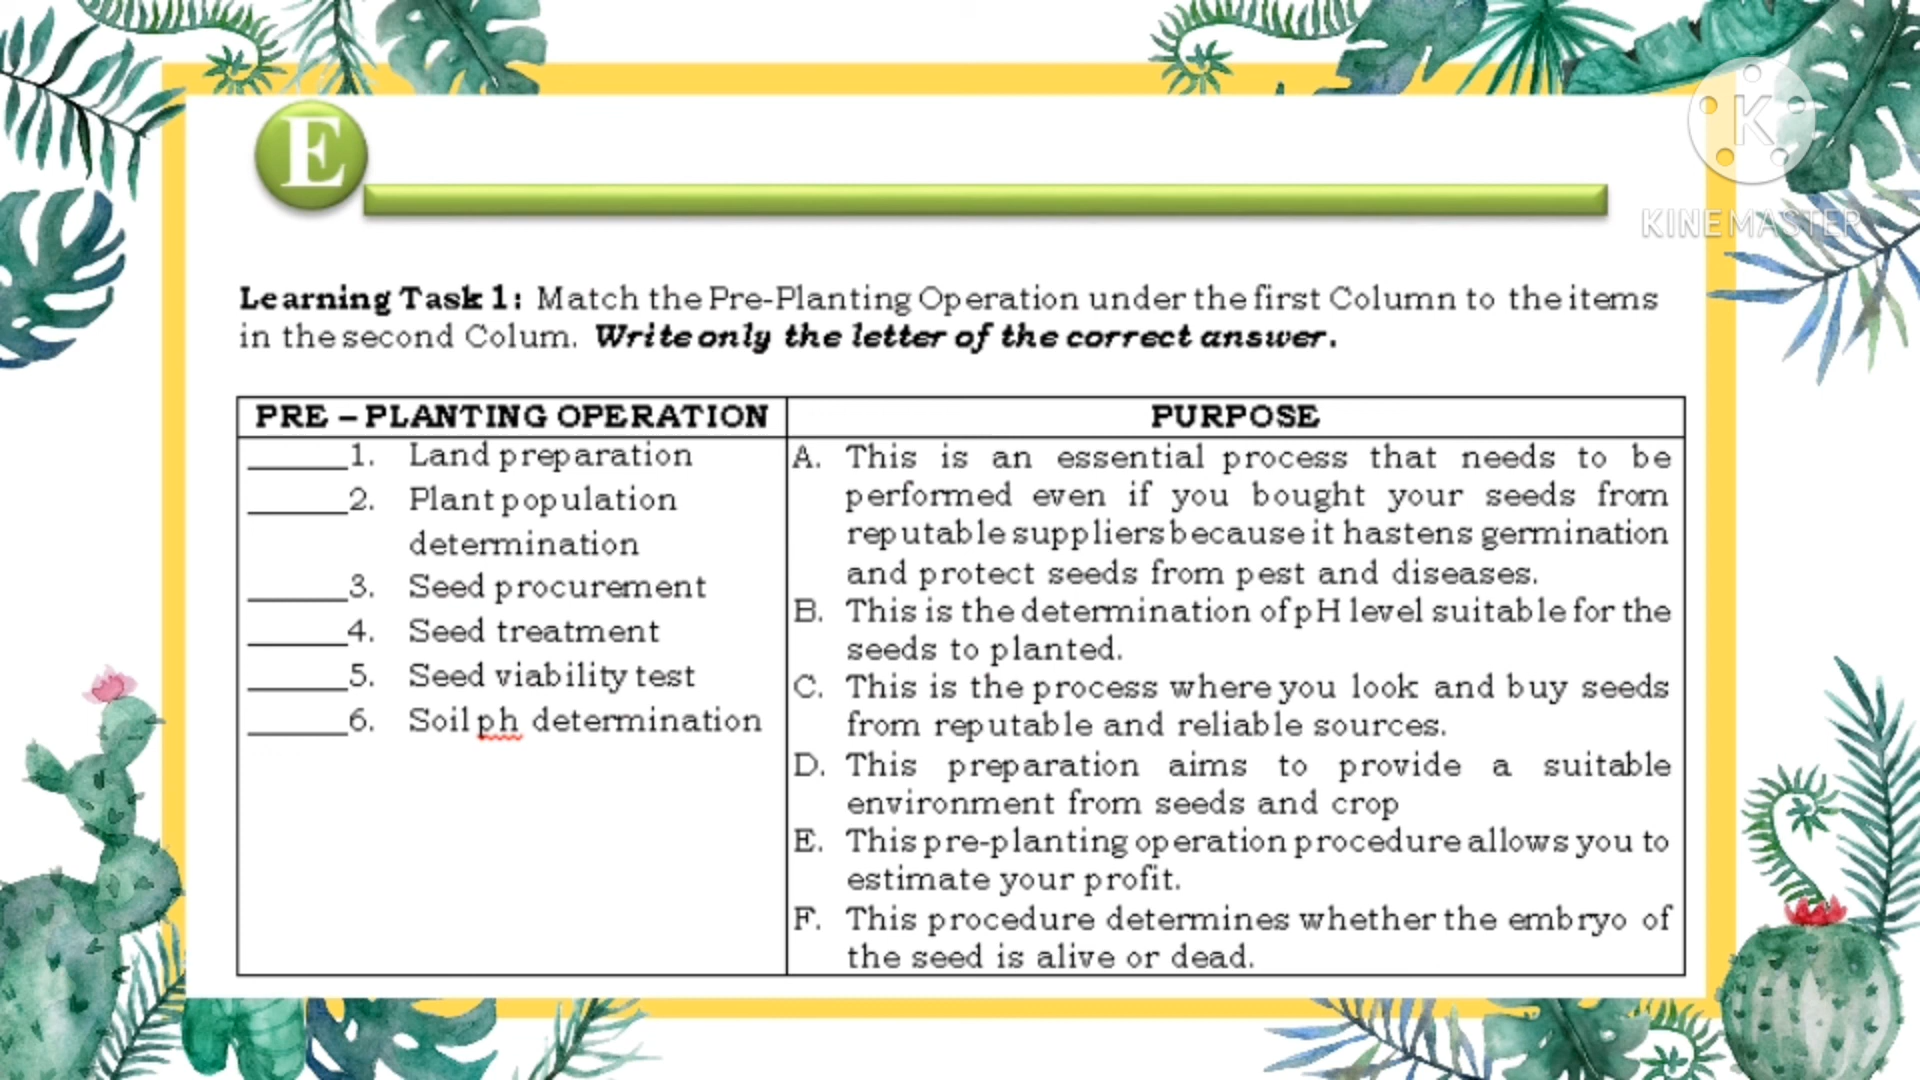 E
K
KINEMASTER
Learning Task 1: Match the Pre-Planting Operation under the first Column to the items
in the second Colum. Write only the letter of the correct answer.
PRE – PLANTING OPERATION
______1. Land preparation
______2. Plant population
determination
______3. Seed procurement
______4. Seed treatment
______5. Seed viability test
______6. Soil ph determination
PURPOSE
A. This is an essential process that needs to be
performed even if you bought your seeds from
reputable suppliers because it hastens germination
and protect seeds from pest and diseases.
B. This is the determination of pH level suitable for the
seeds to planted.
C. This is the process where you look and buy seeds
from reputable and reliable sources.
D. This preparation aims to provide a suitable
environment from seeds and crop
E. This pre-planting operation procedure allows you to
estimate your profit.
F. This procedure determines whether the embryo of
the seed is alive or dead.